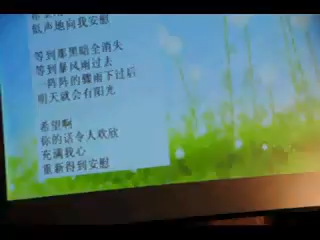 低声地向我安慰
等到那黑暗全消失
等到暴风雨过去
一阵阵的骤雨下过后
明天就会有阳光
希望啊
你的话令人欢欣
充满我心
重新得到安慰